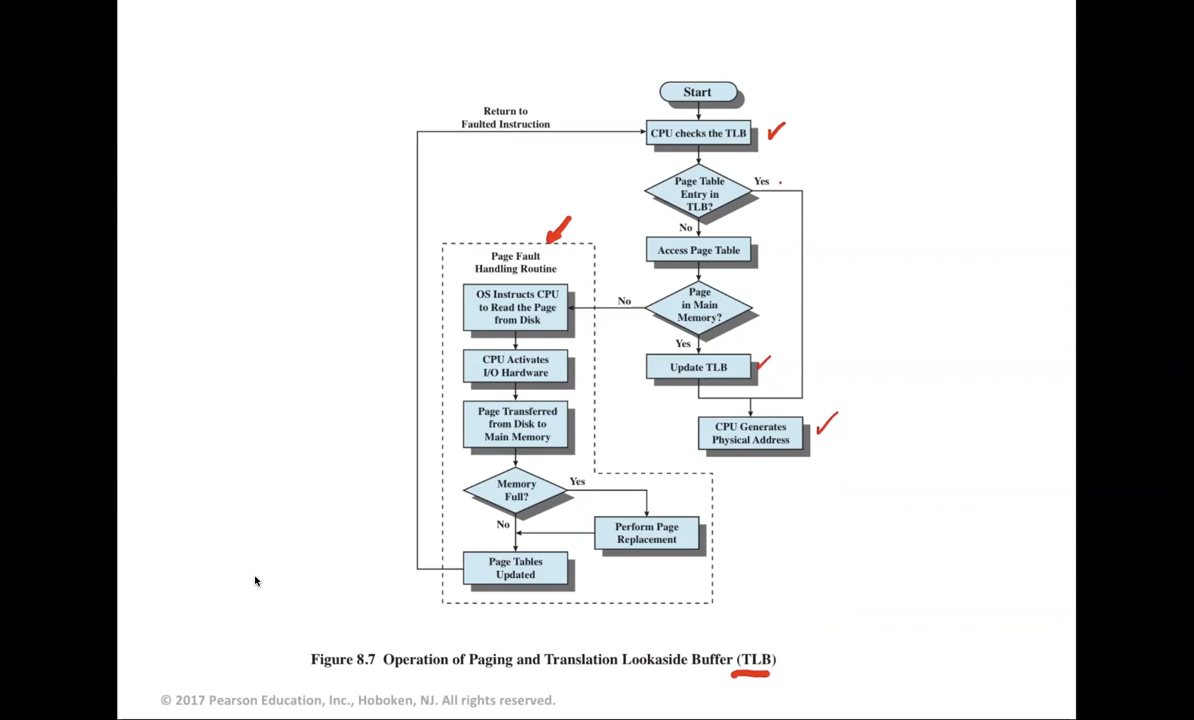 Start
Return to
Faulted Instruction
CPU checks the TLB
Page Table
Entry in
TLB?
Yes
No
Access Page Table
Page Fault
Handling Routine
OS Instructs CPU
to Read the Page
from Disk
No
Page
in Main
Memory?
Yes
CPU Activates
I/O Hardware
Update TLB
Page Transferred
from Disk to
Main Memory
CPU Generates
Physical Address
Memory
Full?
Yes
No
Perform Page
Replacement
Page Tables
Updated
Figure 8.7 Operation of Paging and Translation Lookaside Buffer (TLB)
© 2017 Pearson Education, Inc., Hoboken, NJ. All rights reserved.